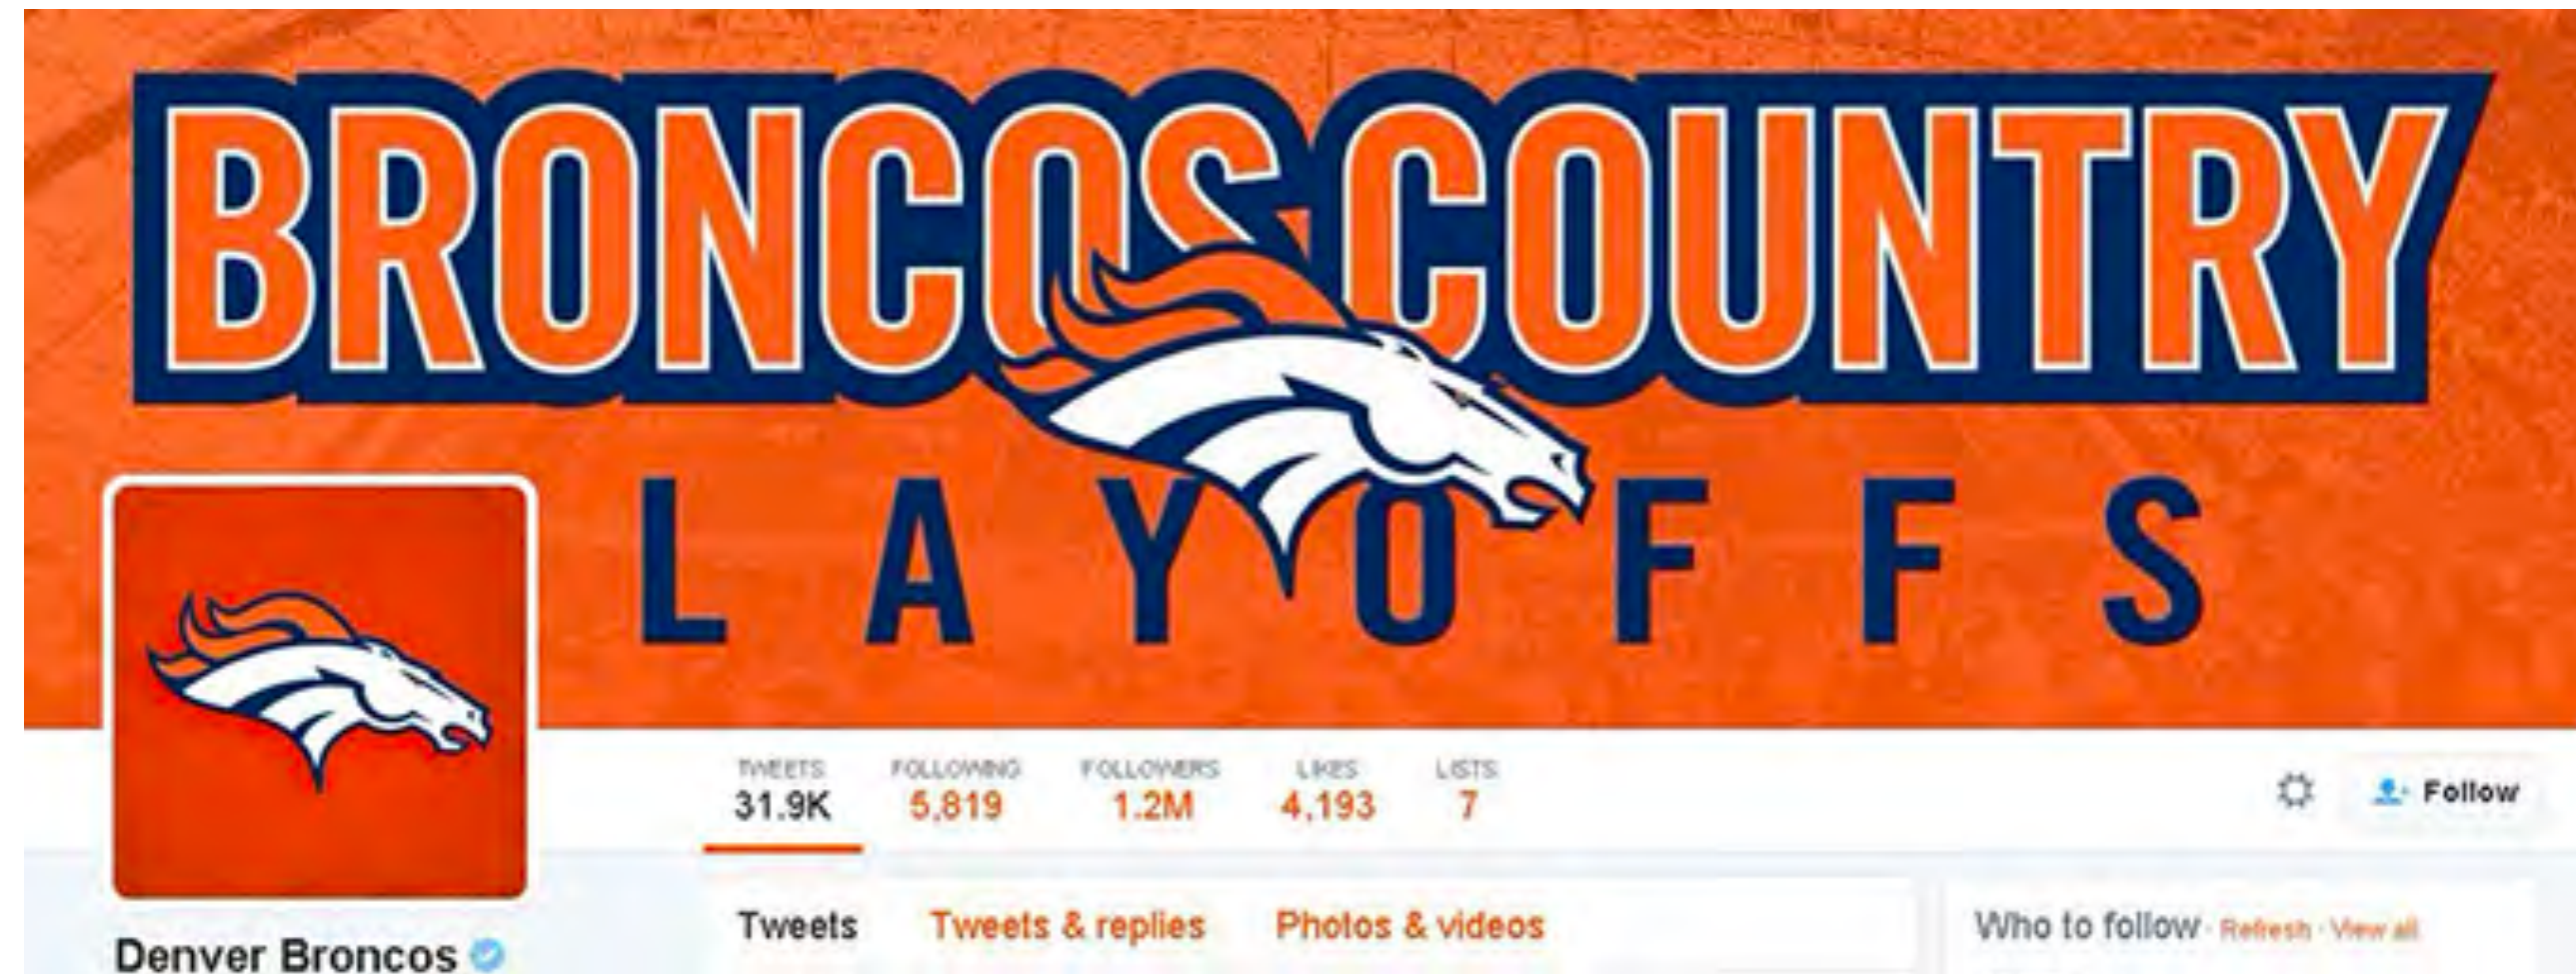 BRONCOS COUNTRY
L A Y O F F S
TWEETS FOLLOWING FOLLOWERS LIKES LISTS
31.9K 5,819 1.2M 4,193 7
Follow
Tweets Tweets & replies Photos & videos
Who to follow · Refresh · View all
Denver Broncos